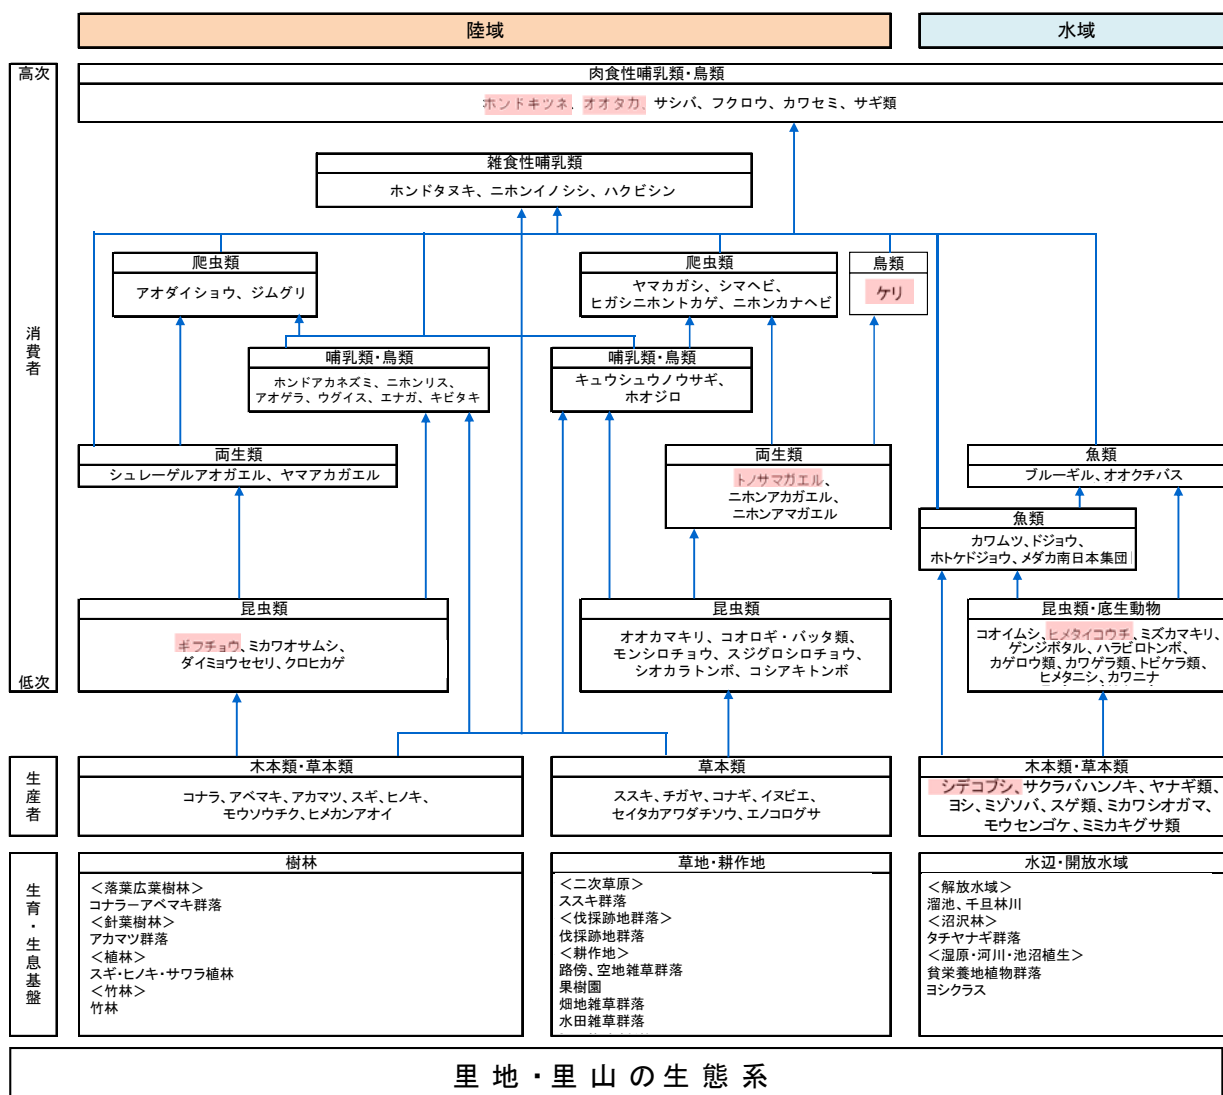 陸域
水域
高次
消費者
低次
肉食性哺乳類・鳥類
ホンドキツネ、オオタカ、サシバ、フクロウ、カワセミ、サギ類
雑食性哺乳類
ホンドタヌキ、ニホンイノシシ、ハクビシン
爬虫類
アオダイショウ、ジムグリ
爬虫類
ヤマカガシ、シマヘビ、
ヒガシニホントカゲ、ニホンカナヘビ
鳥類
ケリ
哺乳類・鳥類
ホンドアカネズミ、ニホンリス、
アオゲラ、ウグイス、エナガ、キビタキ
哺乳類・鳥類
キュウシュウノウサギ、
ホオジロ
両生類
シュレーゲルアオガエル、ヤマアカガエル
両生類
トノサマガエル、
ニホンアカガエル、
ニホンアマガエル
魚類
ブルーギル、オオクチバス
魚類
カワムツ、ドジョウ、
ホトケドジョウ、メダカ南日本集団
昆虫類
ギフチョウ、ミカワオサムシ、
ダイミョウセセリ、クロヒカゲ
昆虫類
オオカマキリ、コオロギ・バッタ類、
モンシロチョウ、スジグロシロチョウ、
シオカラトンボ、コシアキトンボ
昆虫類・底生動物
コオイムシ、ヒメタイコウチ、ミズカマキリ、
ゲンジボタル、ハラビロトンボ、
カゲロウ類、カワゲラ類、トビケラ類、
ヒメタニシ、カワニナ
生産者
木本類・草本類
コナラ、アベマキ、アカマツ、スギ、ヒノキ、
モウソウチク、ヒメカンアオイ
草本類
ススキ、チガヤ、コナギ、イヌビエ、
セイタカアワダチソウ、エノコログサ
木本類・草本類
シデコブシ、サクラバハンノキ、ヤナギ類、
ヨシ、ミゾソバ、スゲ類、ミカワシオガマ、
モウセンゴケ、ミミカキグサ類
生育・生息基盤
樹林
＜落葉広葉樹林＞
コナラーアベマキ群落
＜針葉樹林＞
アカマツ群落
＜植林＞
スギ・ヒノキ・サワラ植林
＜竹林＞
竹林
草地・耕作地
＜二次草原＞
ススキ群落
＜伐採跡地群落＞
伐採跡地群落
＜耕作地＞
路傍、空地雑草群落
果樹園
畑地雑草群落
水田雑草群落
水辺・開放水域
＜解放水域＞
溜池、千旦林川
＜沼沢林＞
タチヤナギ群落
＜湿原・河川・池沼植生＞
貧栄養地植物群落
ヨシクラス
里地・里山の生態系